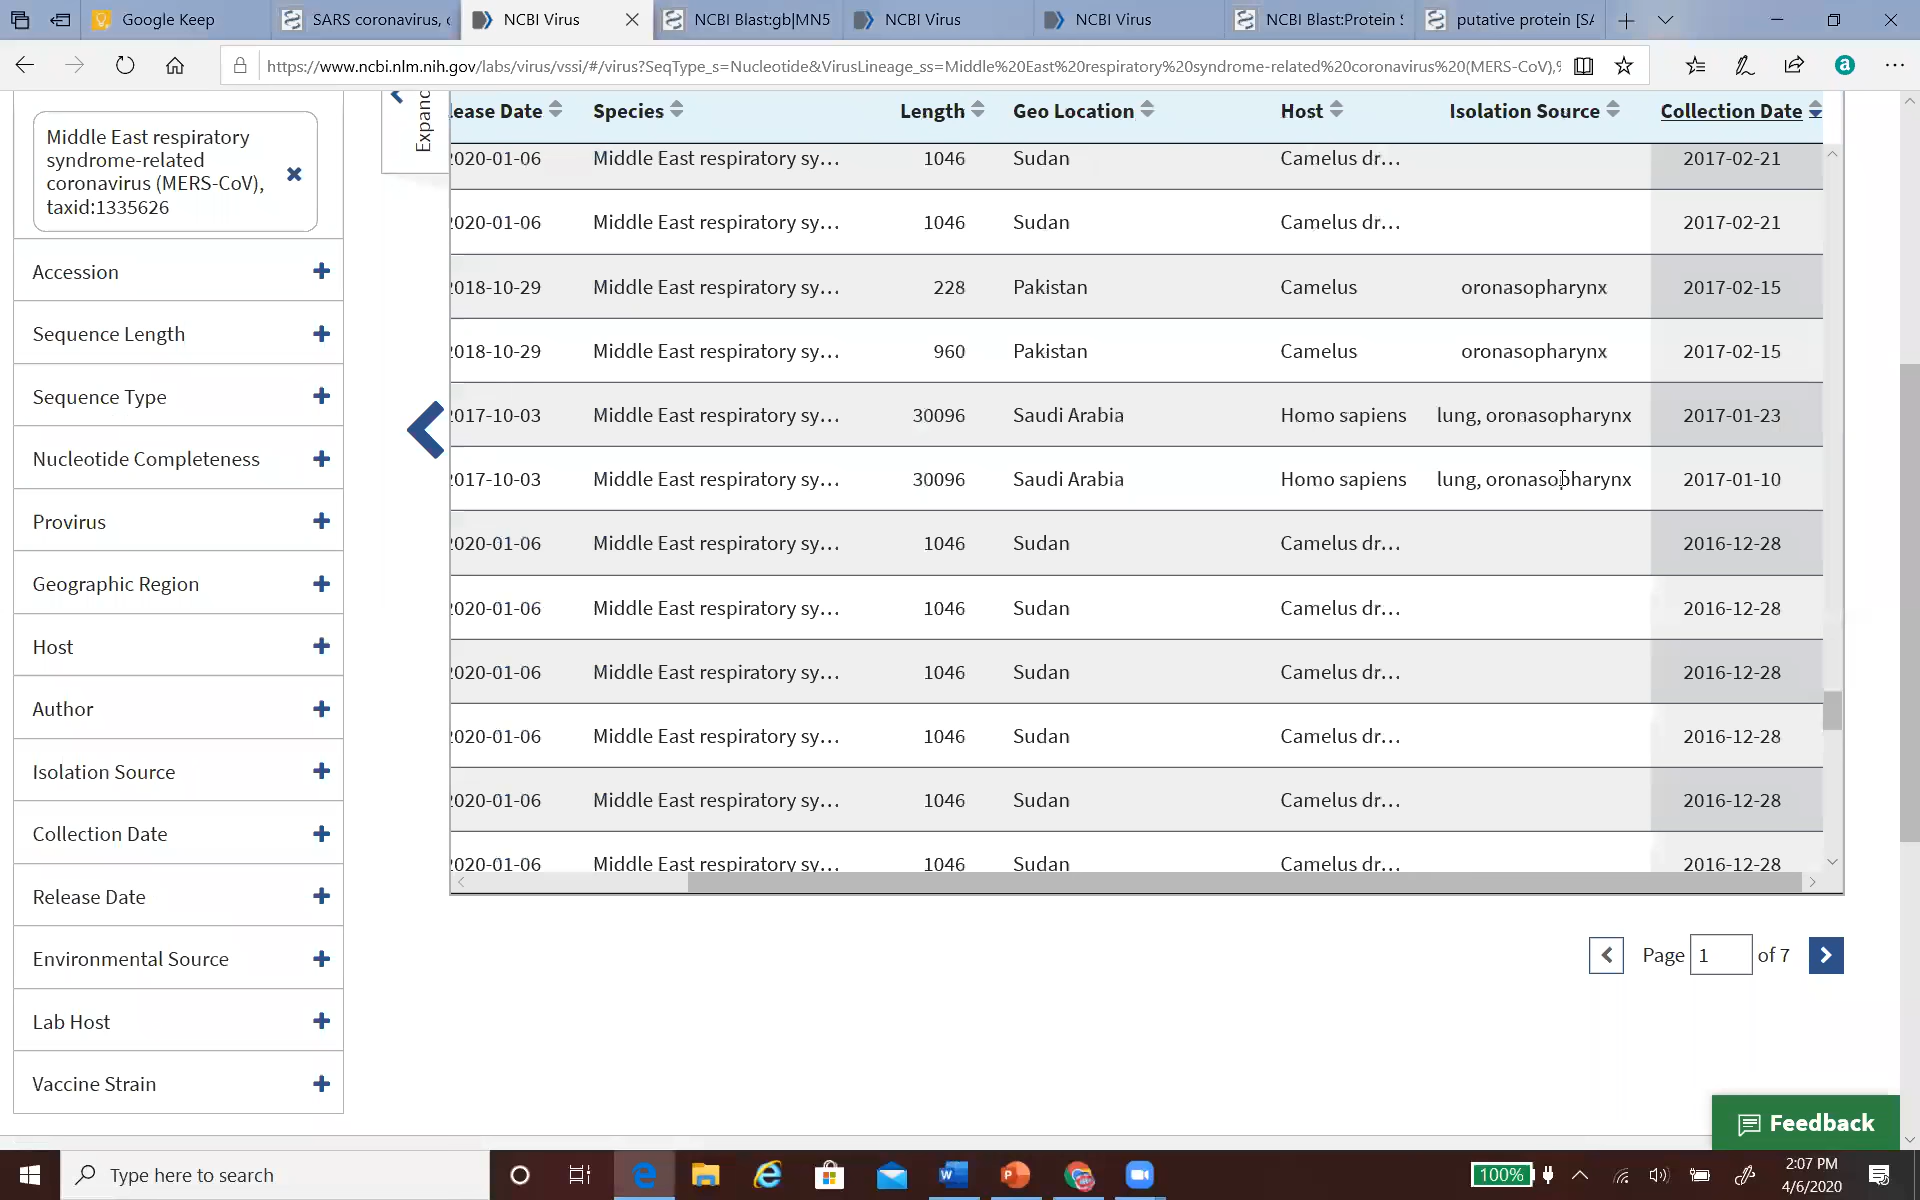 Google Keep
SARS coronavirus, c
NCBI Virus
NCBI Blast:gb|MN5
NCBI Virus
NCBI Virus
NCBI Blast:Protein S
putative protein [SA
https://www.ncbi.nlm.nih.gov/labs/virus/vssi/#/virus?SeqType_s=Nucleotide&VirusLineage_ss=Middle%20East%20respiratory%20syndrome-related%20coronavirus%20(MERS-CoV),%
Middle East respiratory
syndrome-related
coronavirus (MERS-CoV),
taxid:1335626
Accession
Sequence Length
Sequence Type
Nucleotide Completeness
Provirus
Geographic Region
Host
Author
Isolation Source
Collection Date
Release Date
Environmental Source
Lab Host
Vaccine Strain
Expand
lease Date Species Length Geo Location Host Isolation Source Collection Date
2020-01-06 Middle East respiratory sy... 1046 Sudan Camelus dr... 2017-02-21
2020-01-06 Middle East respiratory sy... 1046 Sudan Camelus dr... 2017-02-21
2018-10-29 Middle East respiratory sy... 228 Pakistan Camelus oronasopharynx 2017-02-15
2018-10-29 Middle East respiratory sy... 960 Pakistan Camelus oronasopharynx 2017-02-15
2017-10-03 Middle East respiratory sy... 30096 Saudi Arabia Homo sapiens lung, oronasopharynx 2017-01-23
2017-10-03 Middle East respiratory sy... 30096 Saudi Arabia Homo sapiens lung, oronasopharynx 2017-01-10
2020-01-06 Middle East respiratory sy... 1046 Sudan Camelus dr... 2016-12-28
2020-01-06 Middle East respiratory sy... 1046 Sudan Camelus dr... 2016-12-28
2020-01-06 Middle East respiratory sy... 1046 Sudan Camelus dr... 2016-12-28
2020-01-06 Middle East respiratory sy... 1046 Sudan Camelus dr... 2016-12-28
2020-01-06 Middle East respiratory sy... 1046 Sudan Camelus dr... 2016-12-28
2020-01-06 Middle East respiratory sy... 1046 Sudan Camelus dr... 2016-12-28
Page 1 of 7
Feedback
Type here to search
100%
2:07 PM
4/6/2020